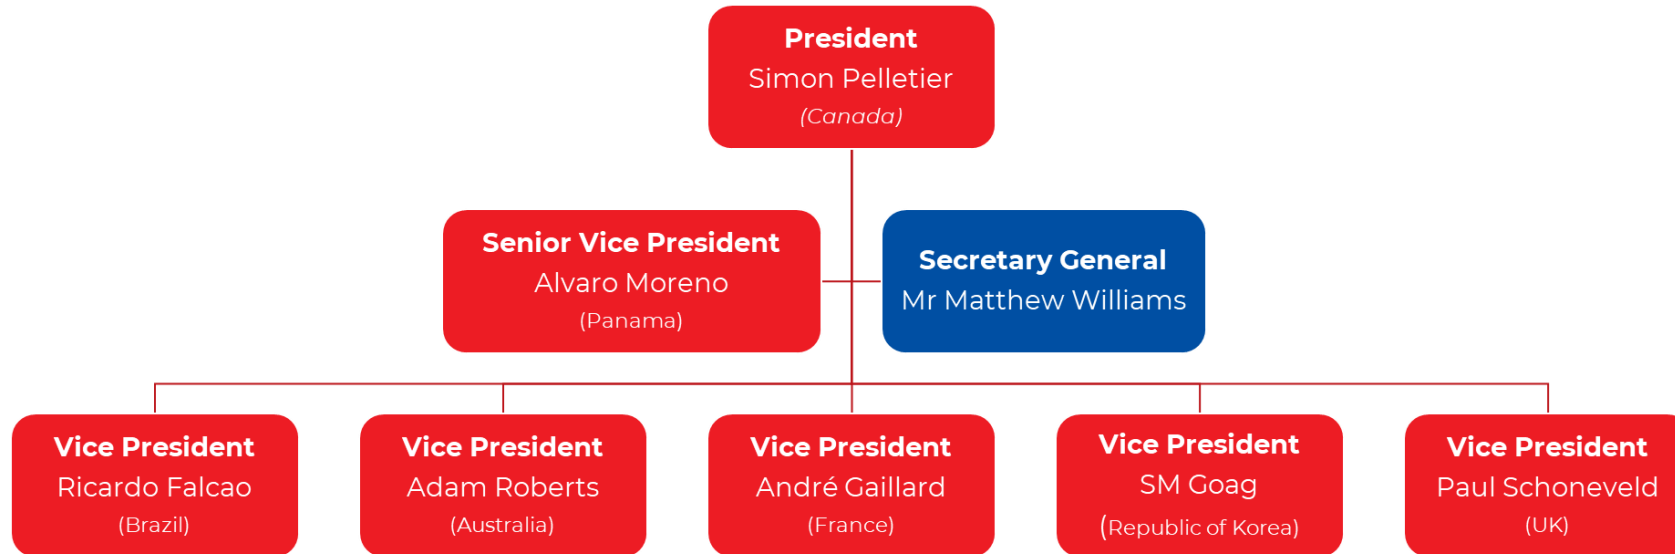 President
Simon Pelletier
(Canada)
Senior Vice President
Alvaro Moreno
(Panama)
Secretary General
Mr Matthew Williams
Vice President
Ricardo Falcao
(Brazil)
Vice President
Adam Roberts
(Australia)
Vice President
André Gaillard
(France)
Vice President
SM Goag
(Republic of Korea)
Vice President
Paul Schoneveld
(UK)